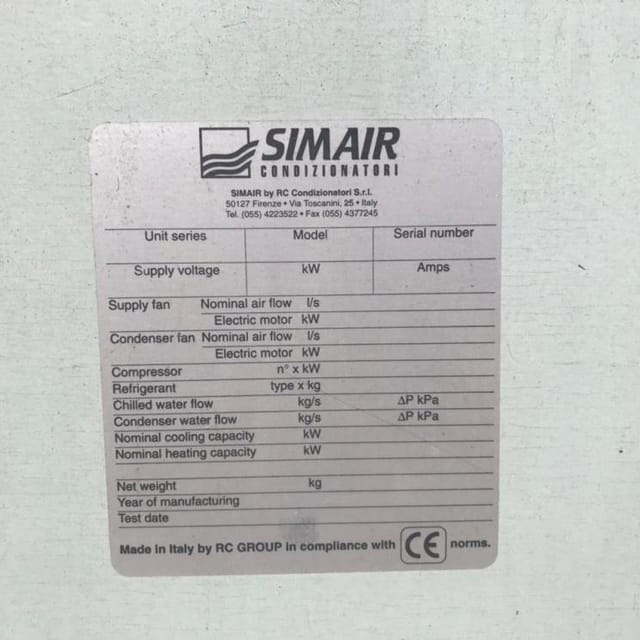 SIMAIR
CONDIZIONATORI
SIMAIR by RC Condizionatori S.r.l.
50127 Firenze • Via Toscanini, 25 • Italy
Tel. (055) 4223522 • Fax (055) 4377245
Unit series Model Serial number
Supply voltage kW Amps
Supply fan Nominal air flow l/s
Electric motor kW
Condenser fan Nominal air flow l/s
Electric motor kW
Compressor n° x kW
Refrigerant type x kg
Chilled water flow kg/s ΔP kPa
Condenser water flow kg/s ΔP kPa
Nominal cooling capacity kW
Nominal heating capacity kW
Net weight kg
Year of manufacturing
Test date
Made in Italy by RC GROUP in compliance with CE norms.